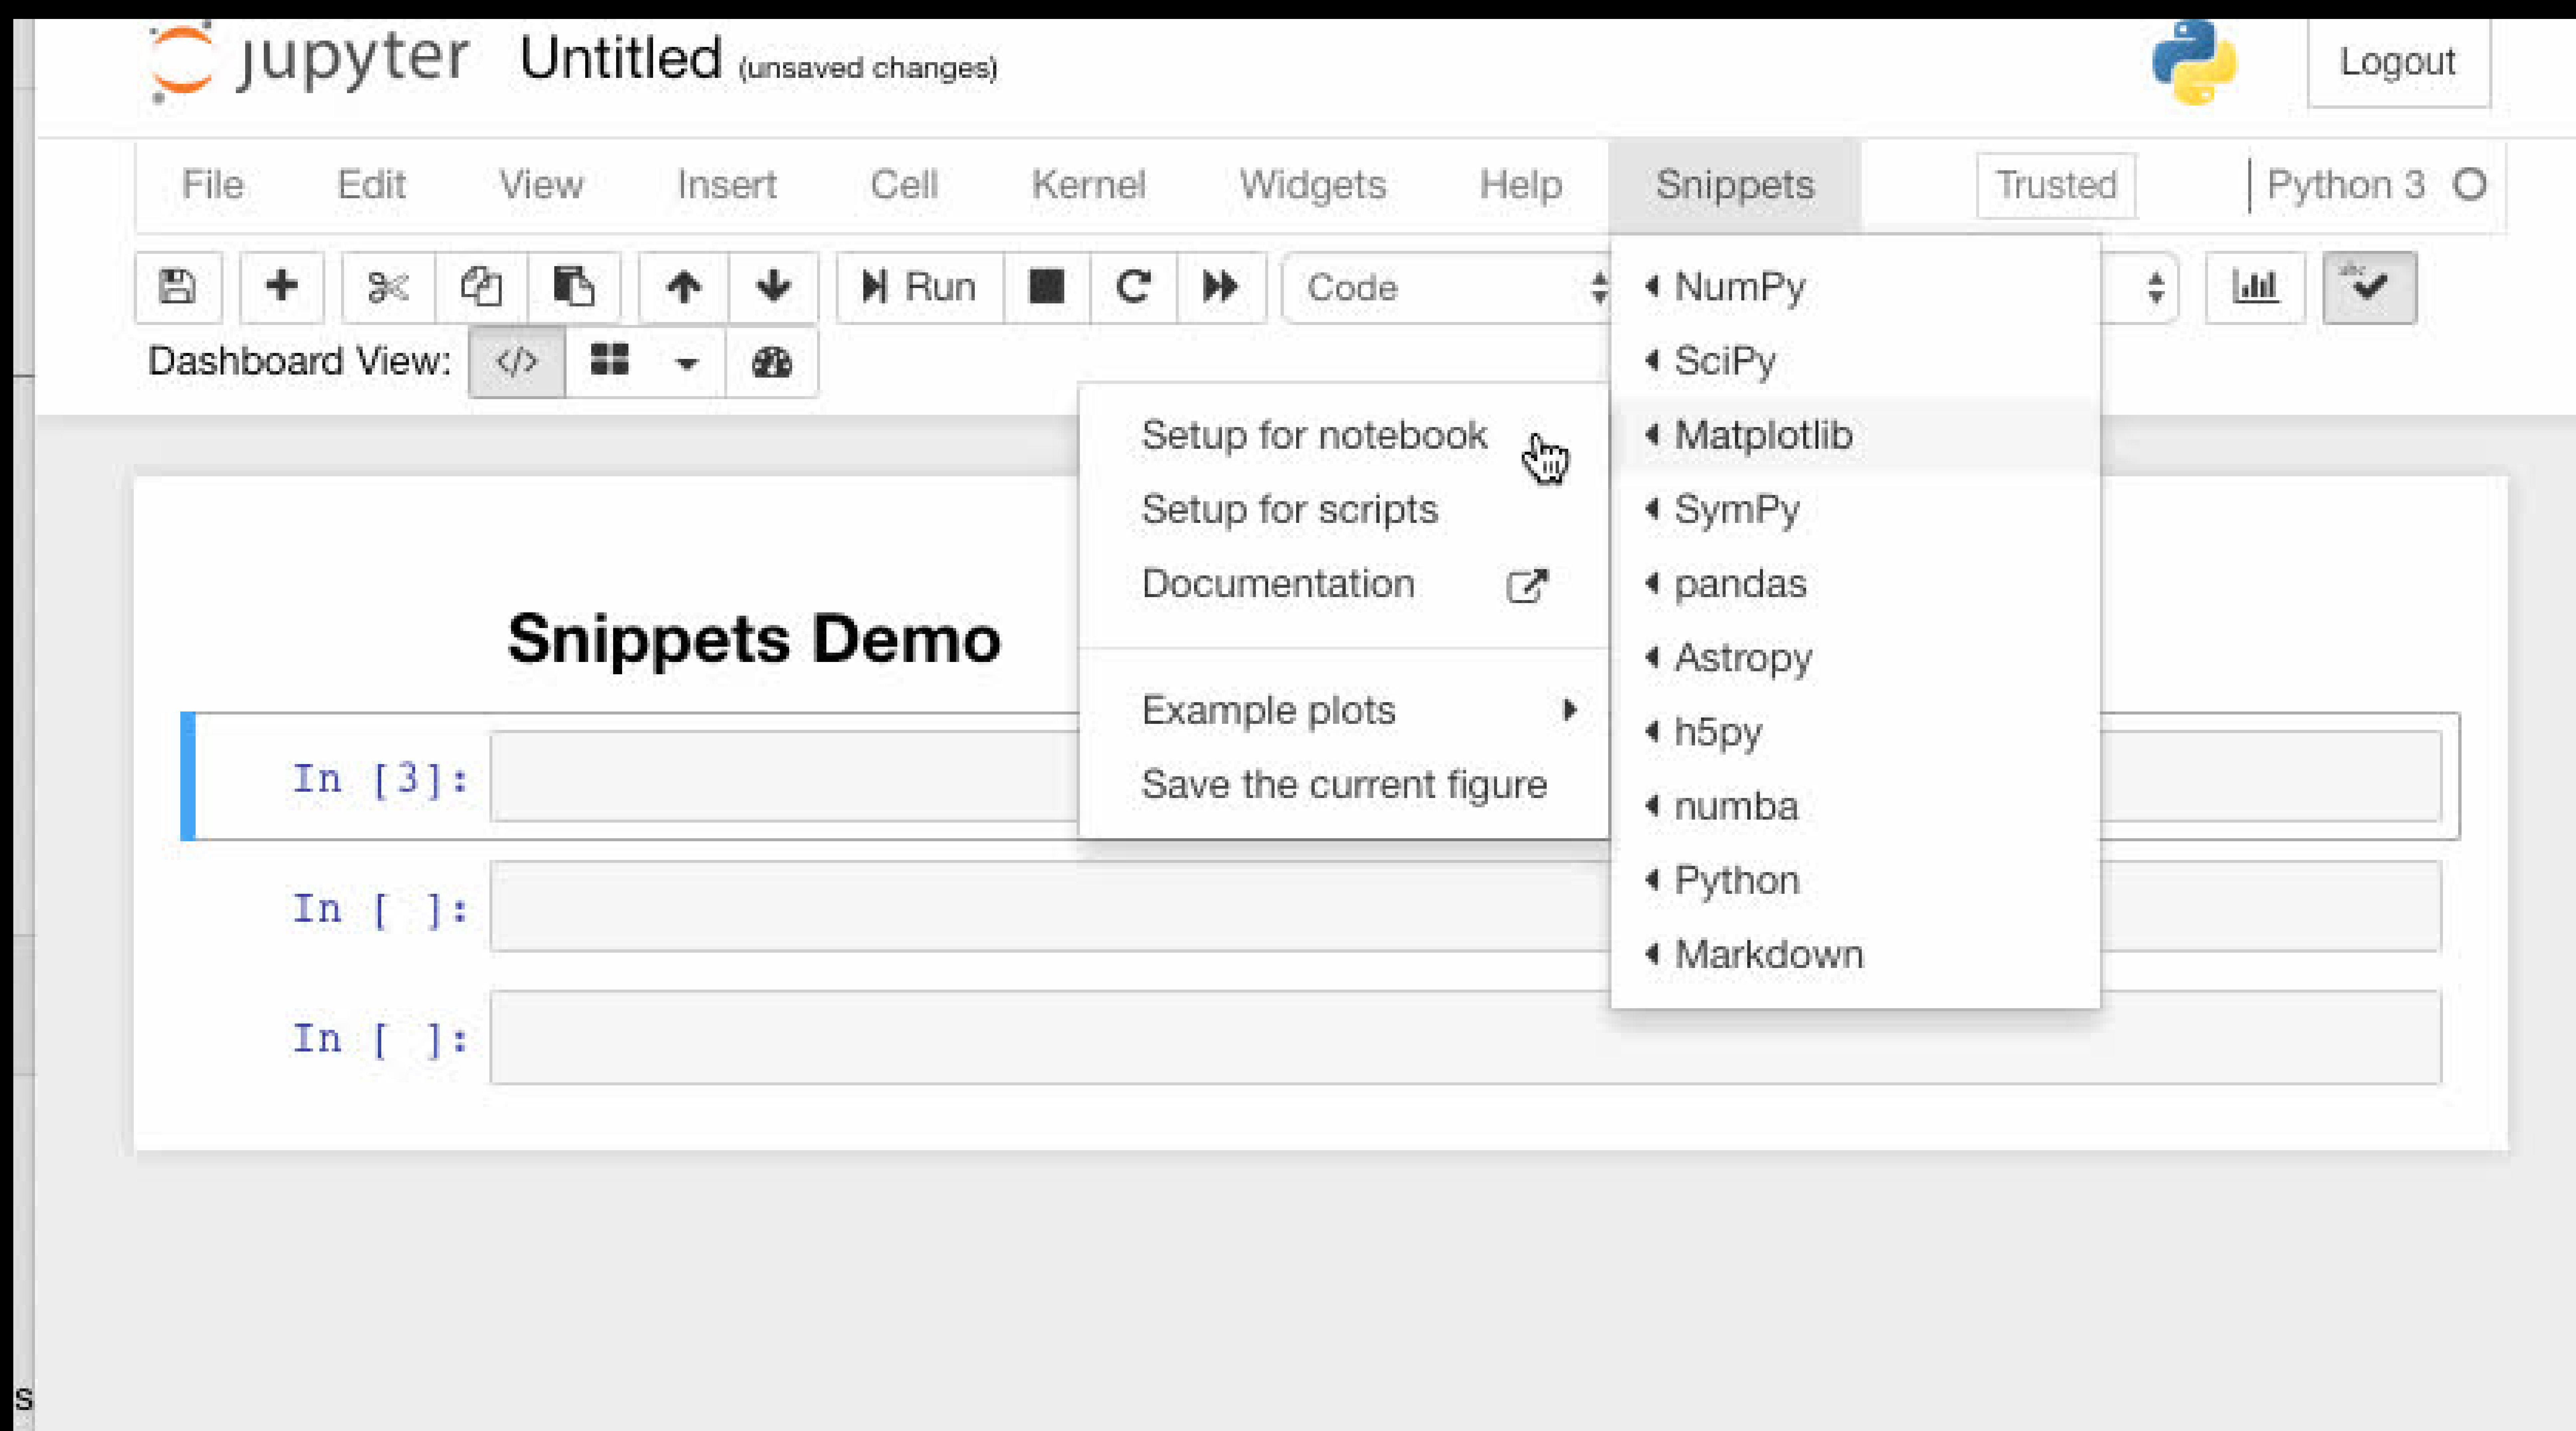 jupyter Untitled (unsaved changes) Logout
File Edit View Insert Cell Kernel Widgets Help Snippets Trusted Python 3
Run Code abc
Dashboard View: </>
NumPy
SciPy
Matplotlib
SymPy
pandas
Astropy
h5py
numba
Python
Markdown
Setup for notebook
Setup for scripts
Documentation
Example plots
Save the current figure
Snippets Demo
In [3]:
In [ ]:
In [ ]:
s